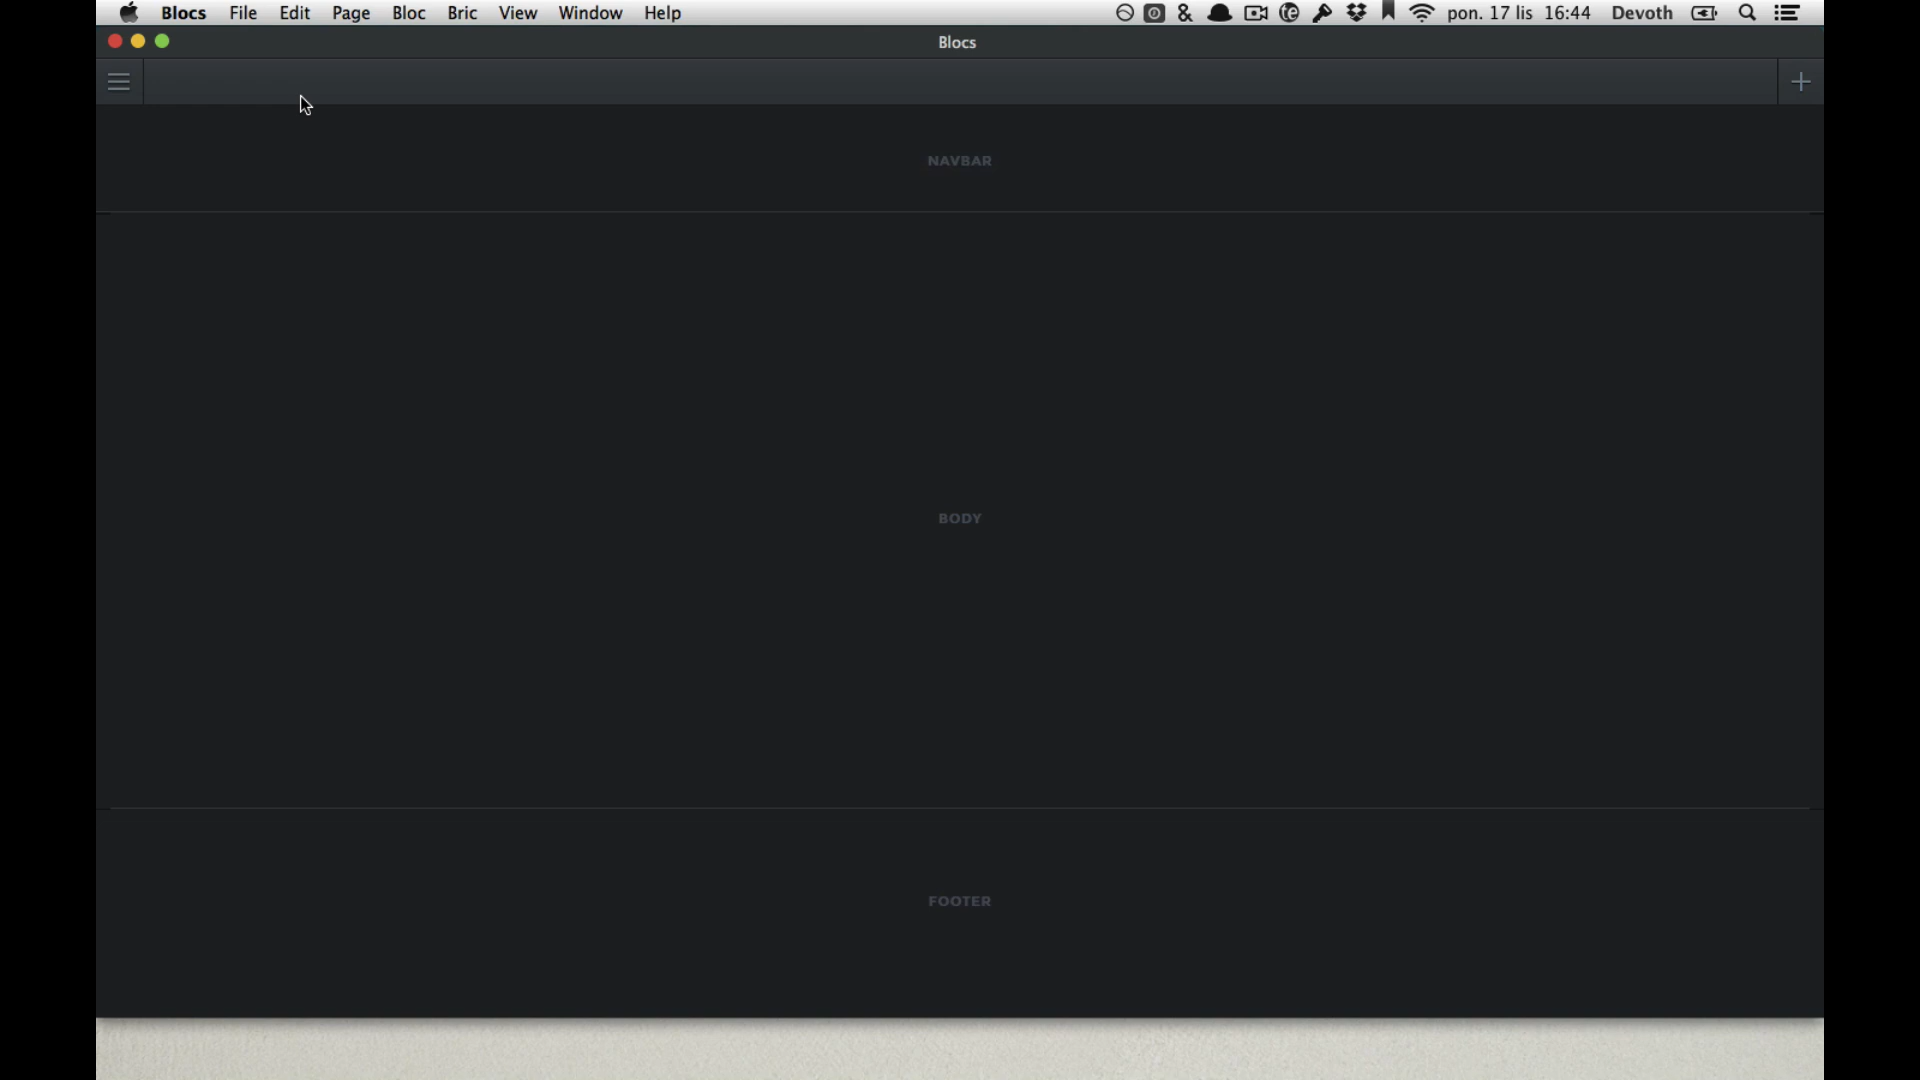 Blocs File Edit Page Bloc Bric View Window Help & te pon. 17 lis 16:44 Devoth
Blocs
NAVBAR
BODY
FOOTER